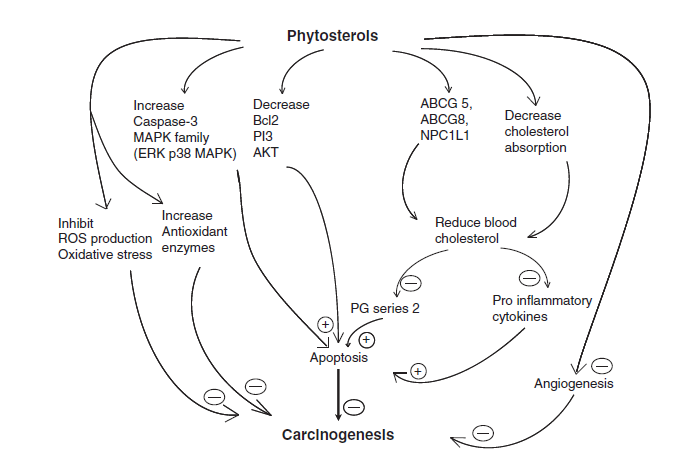 Phytosterols
Increase
Caspase-3
MAPK family
(ERK p38 MAPK)
Decrease
Bcl2
PI3
AKT
ABCG 5,
ABCG8,
NPC1L1
Decrease
cholesterol
absorption
Inhibit
ROS production
Oxidative stress
Increase
Antioxidant
enzymes
Reduce blood
cholesterol
−
−
PG series 2
Pro inflammatory
cytokines
+
+
Apoptosis
+
−
Angiogenesis
−
−
−
−
Carcinogenesis